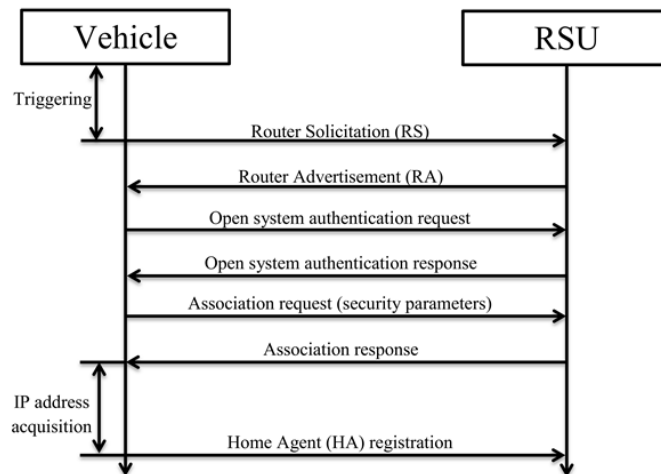 Vehicle
RSU
Triggering
Router Solicitation (RS)
Router Advertisement (RA)
Open system authentication request
Open system authentication response
Association request (security parameters)
Association response
IP address
acquisition
Home Agent (HA) registration